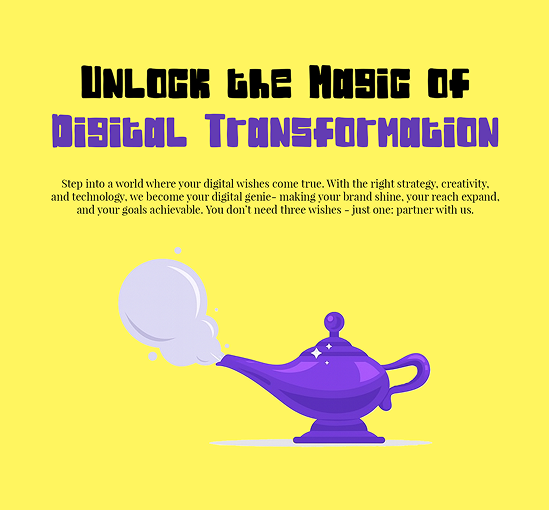 Unlock the Magic of
Digital Transformation
Step into a world where your digital wishes come true. With the right strategy, creativity,
and technology, we become your digital genie- making your brand shine, your reach expand,
and your goals achievable. You don't need three wishes - just one: partner with us.